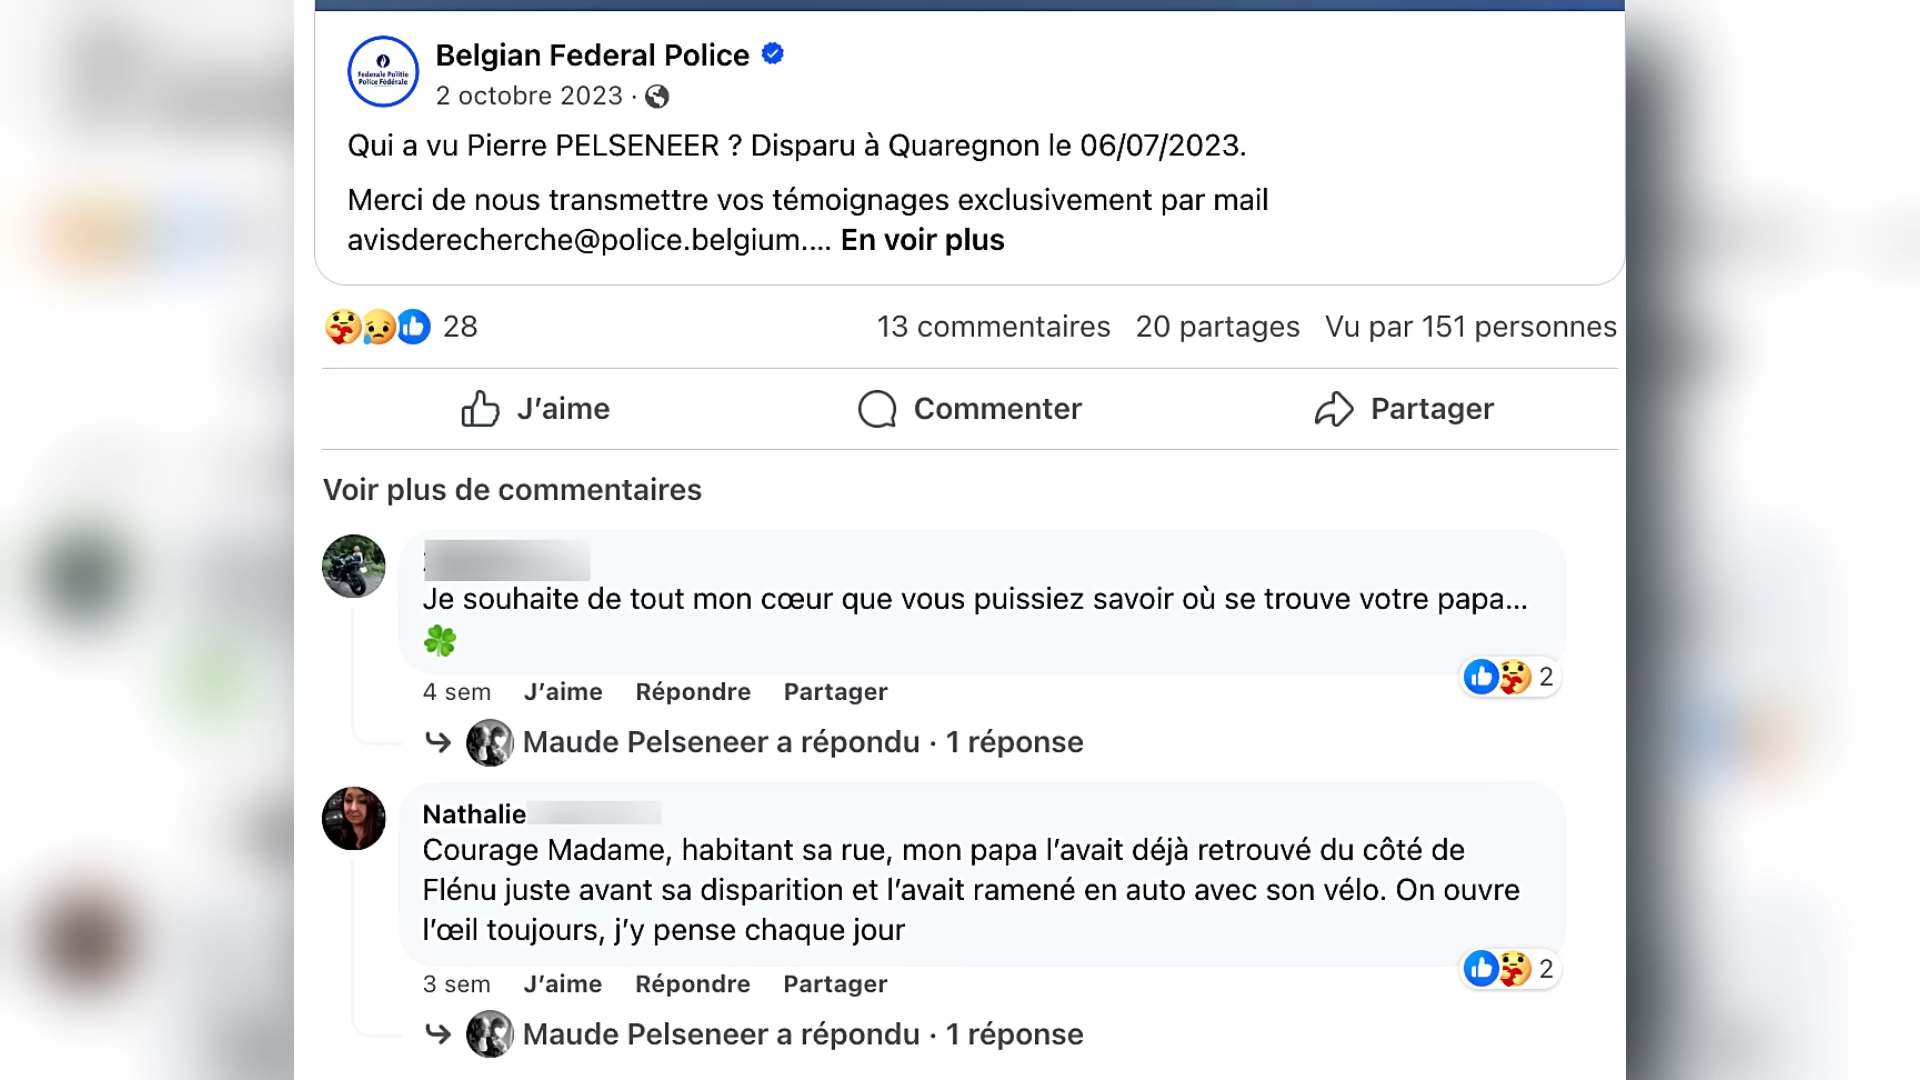 Belgian Federal Police
Federale Politie
Police Fédérale
2 octobre 2023 ·
Qui a vu Pierre PELSENEER ? Disparu à Quaregnon le 06/07/2023.
Merci de nous transmettre vos témoignages exclusivement par mail
avisderecherche@police.belgium.... En voir plus
28 13 commentaires 20 partages Vu par 151 personnes
J’aime Commenter Partager
Voir plus de commentaires
Je souhaite de tout mon cœur que vous puissiez savoir où se trouve votre papa...
🍀
2
4 sem J’aime Répondre Partager
Maude Pelseneer a répondu · 1 réponse
Nathalie
Courage Madame, habitant sa rue, mon papa l’avait déjà retrouvé du côté de
Flénu juste avant sa disparition et l’avait ramené en auto avec son vélo. On ouvre
l’œil toujours, j’y pense chaque jour
2
3 sem J’aime Répondre Partager
Maude Pelseneer a répondu · 1 réponse